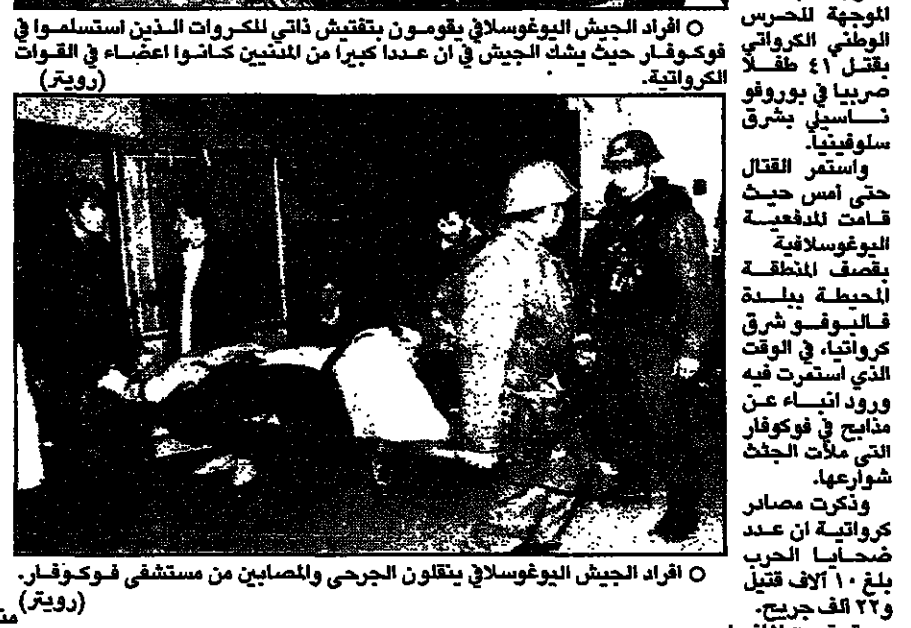 ○ افراد الجيش اليوغوسلافي يقومون بتفتيش ذاتي للكروات الذين استسلموا في
فوكوفار حيث يشك الجيش في ان عددا كبيرا من المدنيين كانوا اعضاء في القوات
الكرواتية.
(رويتر)
○ افراد الجيش اليوغوسلافي ينقلون الجرحى والمصابين من مستشفى فوكوفار.
(رويتر)
الموجهة للحرس
الوطني الكرواتي
بقتل ٤١ طفلا
صربيا في بوروفو
ناسيلي بشرق
سلوفينيا.
واستمر القتال
حتى أمس حيث
قامت المدفعية
اليوغوسلافية
بقصف المنطقة
المحيطة ببلدة
فالبوفو شرق
كرواتيا، في الوقت
الذي استمرت فيه
ورود انباء عن
مذابح في فوكوفار
التي ملأت الجثث
شوارعها.
وذكرت مصادر
كرواتية ان عدد
ضحايا الحرب
بلغ ١٠ آلاف قتيل
و٢٢ الف جريح.